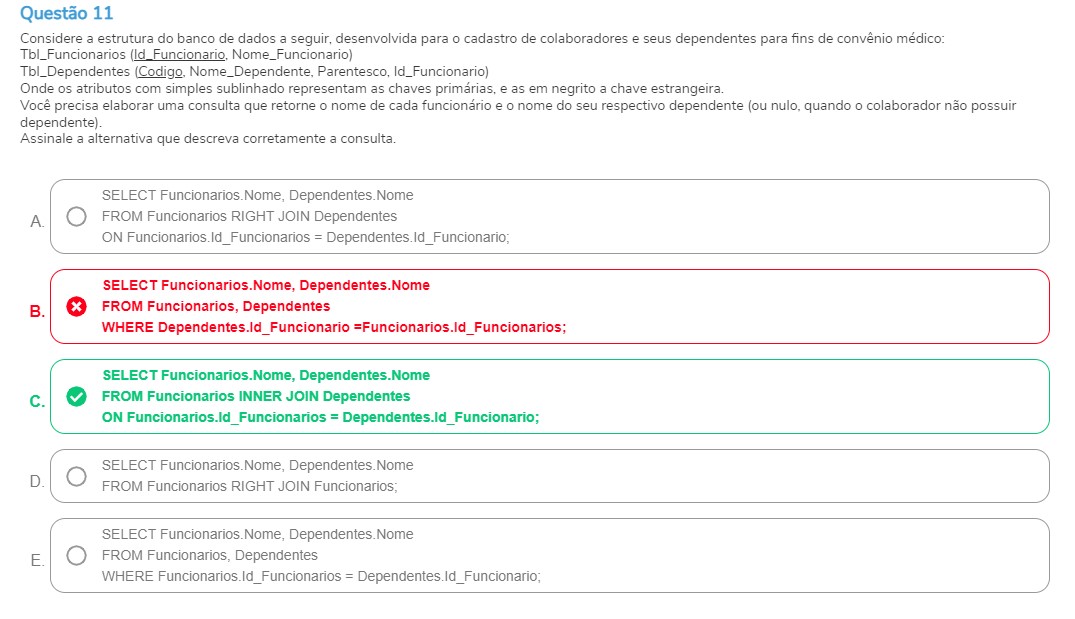 Questão 11
Considere a estrutura do banco de dados a seguir, desenvolvida para o cadastro de colaboradores e seus dependentes para fins de convênio médico:
Tbl_Funcionarios (Id_Funcionario, Nome_Funcionario)
Tbl_Dependentes (Codigo, Nome_Dependente, Parentesco, Id_Funcionario)
Onde os atributos com simples sublinhado representam as chaves primárias, e as em negrito a chave estrangeira.
Você precisa elaborar uma consulta que retorne o nome de cada funcionário e o nome do seu respectivo dependente (ou nulo, quando o colaborador não possuir
dependente).
Assinale a alternativa que descreva corretamente a consulta.
A.
SELECT Funcionarios.Nome, Dependentes.Nome
FROM Funcionarios RIGHT JOIN Dependentes
ON Funcionarios.Id_Funcionarios = Dependentes.Id_Funcionario;
B.
SELECT Funcionarios.Nome, Dependentes.Nome
FROM Funcionarios, Dependentes
WHERE Dependentes.Id_Funcionario =Funcionarios.Id_Funcionarios;
C.
SELECT Funcionarios.Nome, Dependentes.Nome
FROM Funcionarios INNER JOIN Dependentes
ON Funcionarios.Id_Funcionarios = Dependentes.Id_Funcionario;
D.
SELECT Funcionarios.Nome, Dependentes.Nome
FROM Funcionarios RIGHT JOIN Funcionarios;
E.
SELECT Funcionarios.Nome, Dependentes.Nome
FROM Funcionarios, Dependentes
WHERE Funcionarios.Id_Funcionarios = Dependentes.Id_Funcionario;